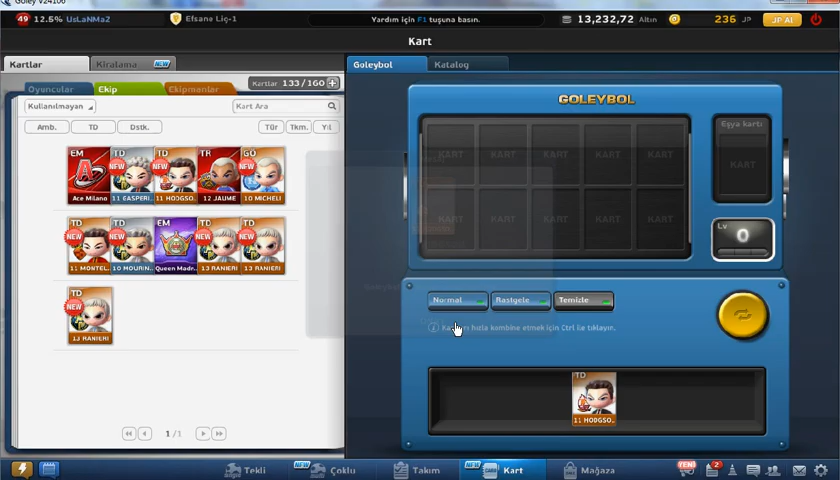 Goley V24106
49 12.5% UsLaNMa2 Efsane Liç-1 Yardım için F1 tuşuna basın. 13,232,72 Altın 236 JP JP Al
Kart
Kartlar Kiralama NEW Goleybol Katalog
Oyuncular Ekip Ekipmanlar Kartlar 133/160 +
Kullanılmayan Kart Ara
Amb. TD Dstk. Tür Tkm. Yıl
GOLEYBOL
Eşya kartı
KART KART KART KART KART
KART
KART KART KART KART KART
Lv 0
EM TD TD TR GO
NEW NEW NEW
Ace Milano 11 EASPERI.. 11 HODGSO.. 12 JAUME 10 MICHELI
TD TD EM TD TD
NEW NEW NEW NEW
11 MONTEL.. 10 MOURIN.. Queen Madr.. 13 RANIERI 13 RANIERI
TD
NEW
13 RANIERI
Normal Rastgele Temizle
hızla kombine etmek için Ctrl ile tıklayın.
TD
11 HODGSO..
1 /1
Tekli NEW Çoklu Takım NEW Kart Mağaza YENİ 2